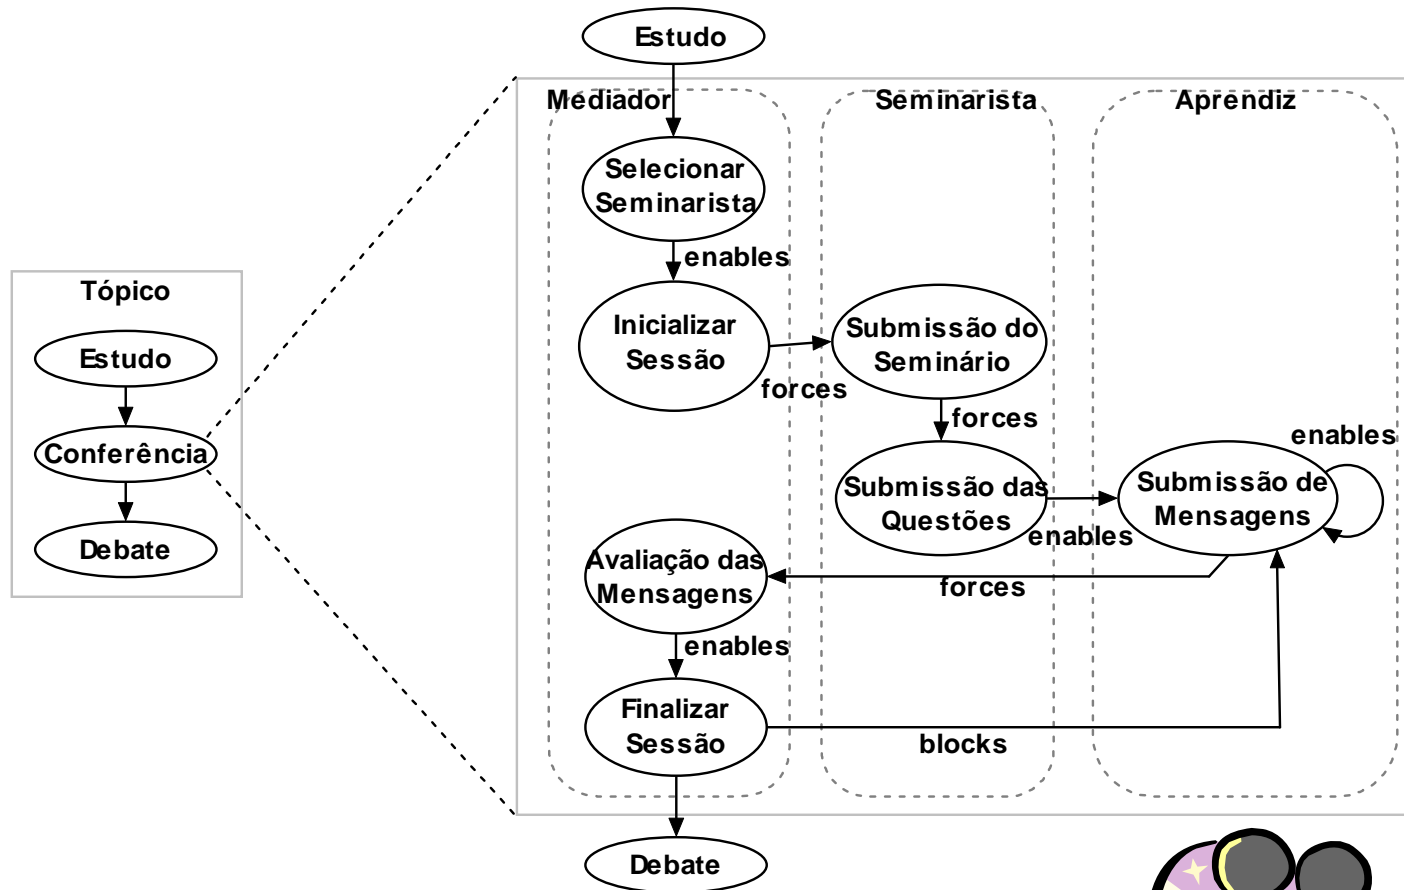 Estudo
Mediador
Seminarista
Aprendiz
Selecionar
Seminarista
enables
Tópico
Estudo
Conferência
Debate
Inicializar
Sessão
forces
Submissão do
Seminário
forces
Submissão das
Questões
enables
enables
Submissão de
Mensagens
Avaliação das
Mensagens
forces
enables
Finalizar
Sessão
blocks
Debate